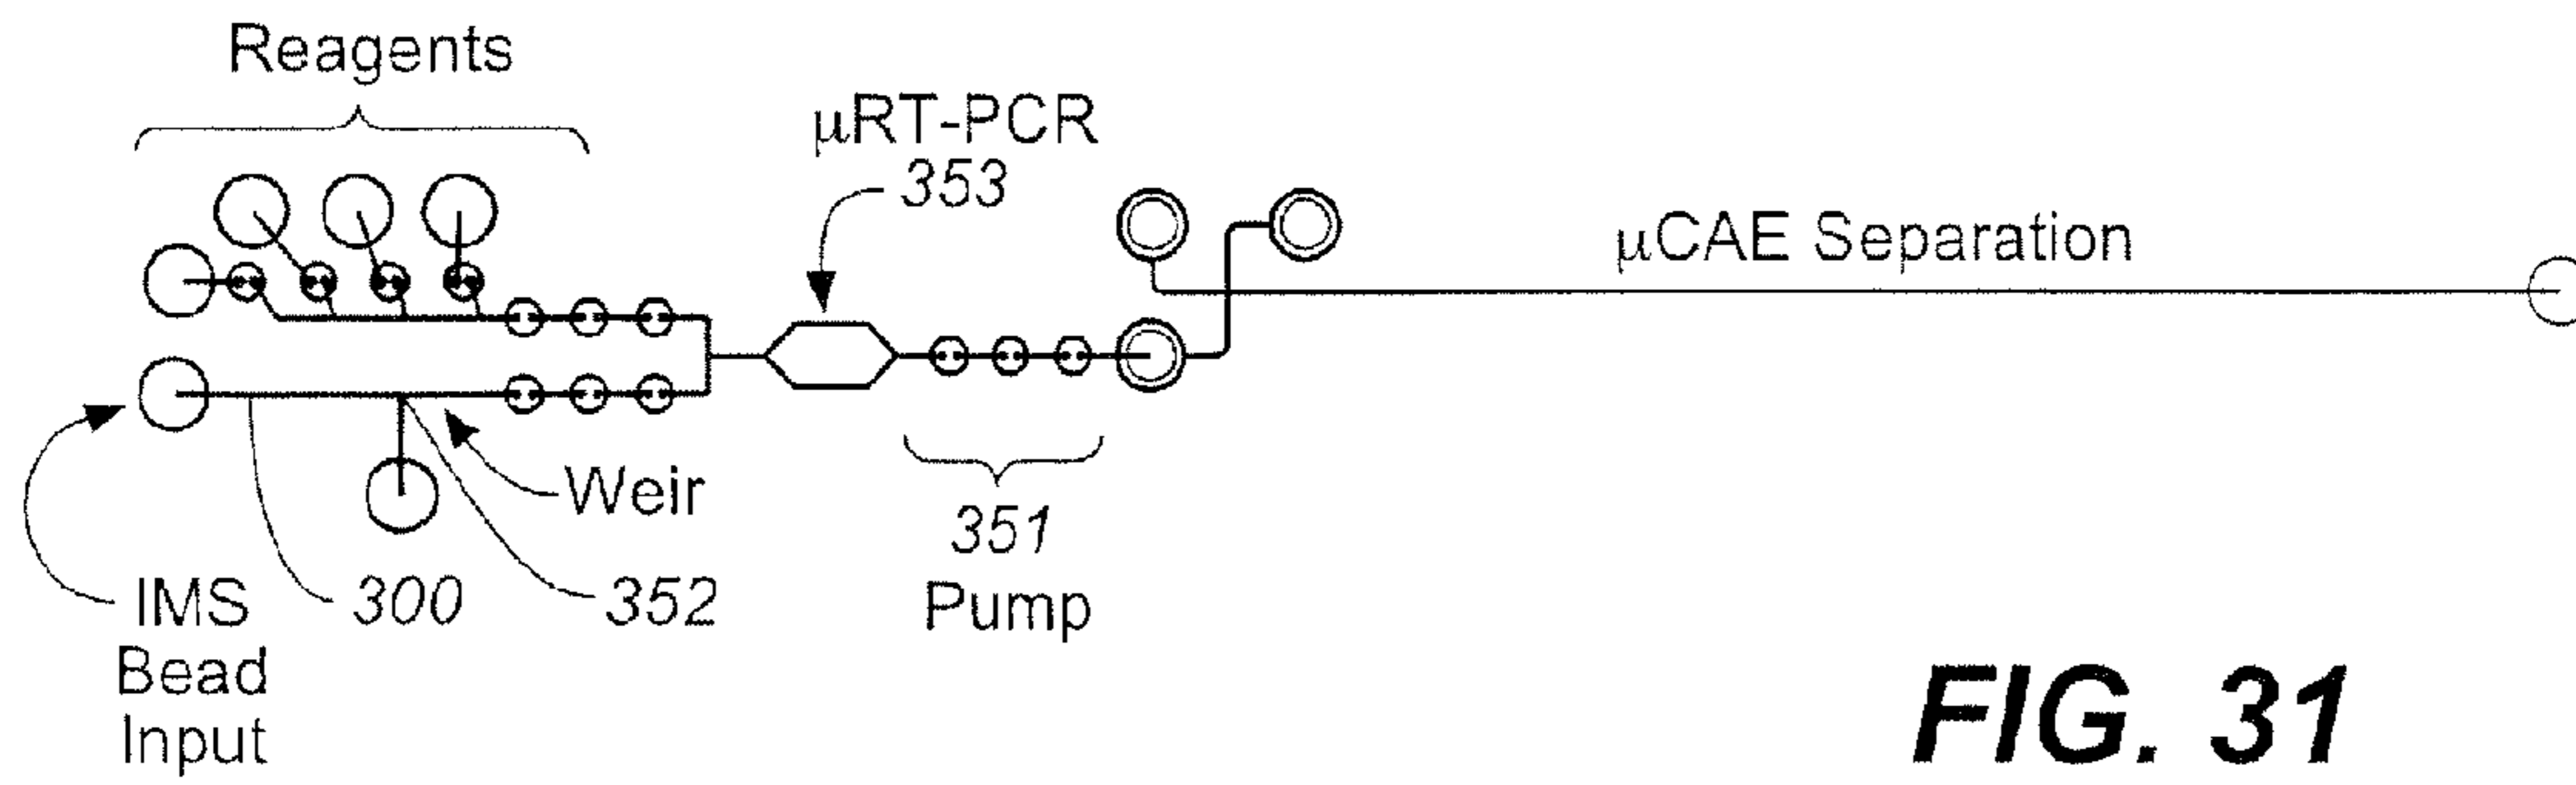 Reagents
μRT-PCR
353
μCAE Separation
Weir
IMS
Bead
Input
300
352
351
Pump
FIG. 31